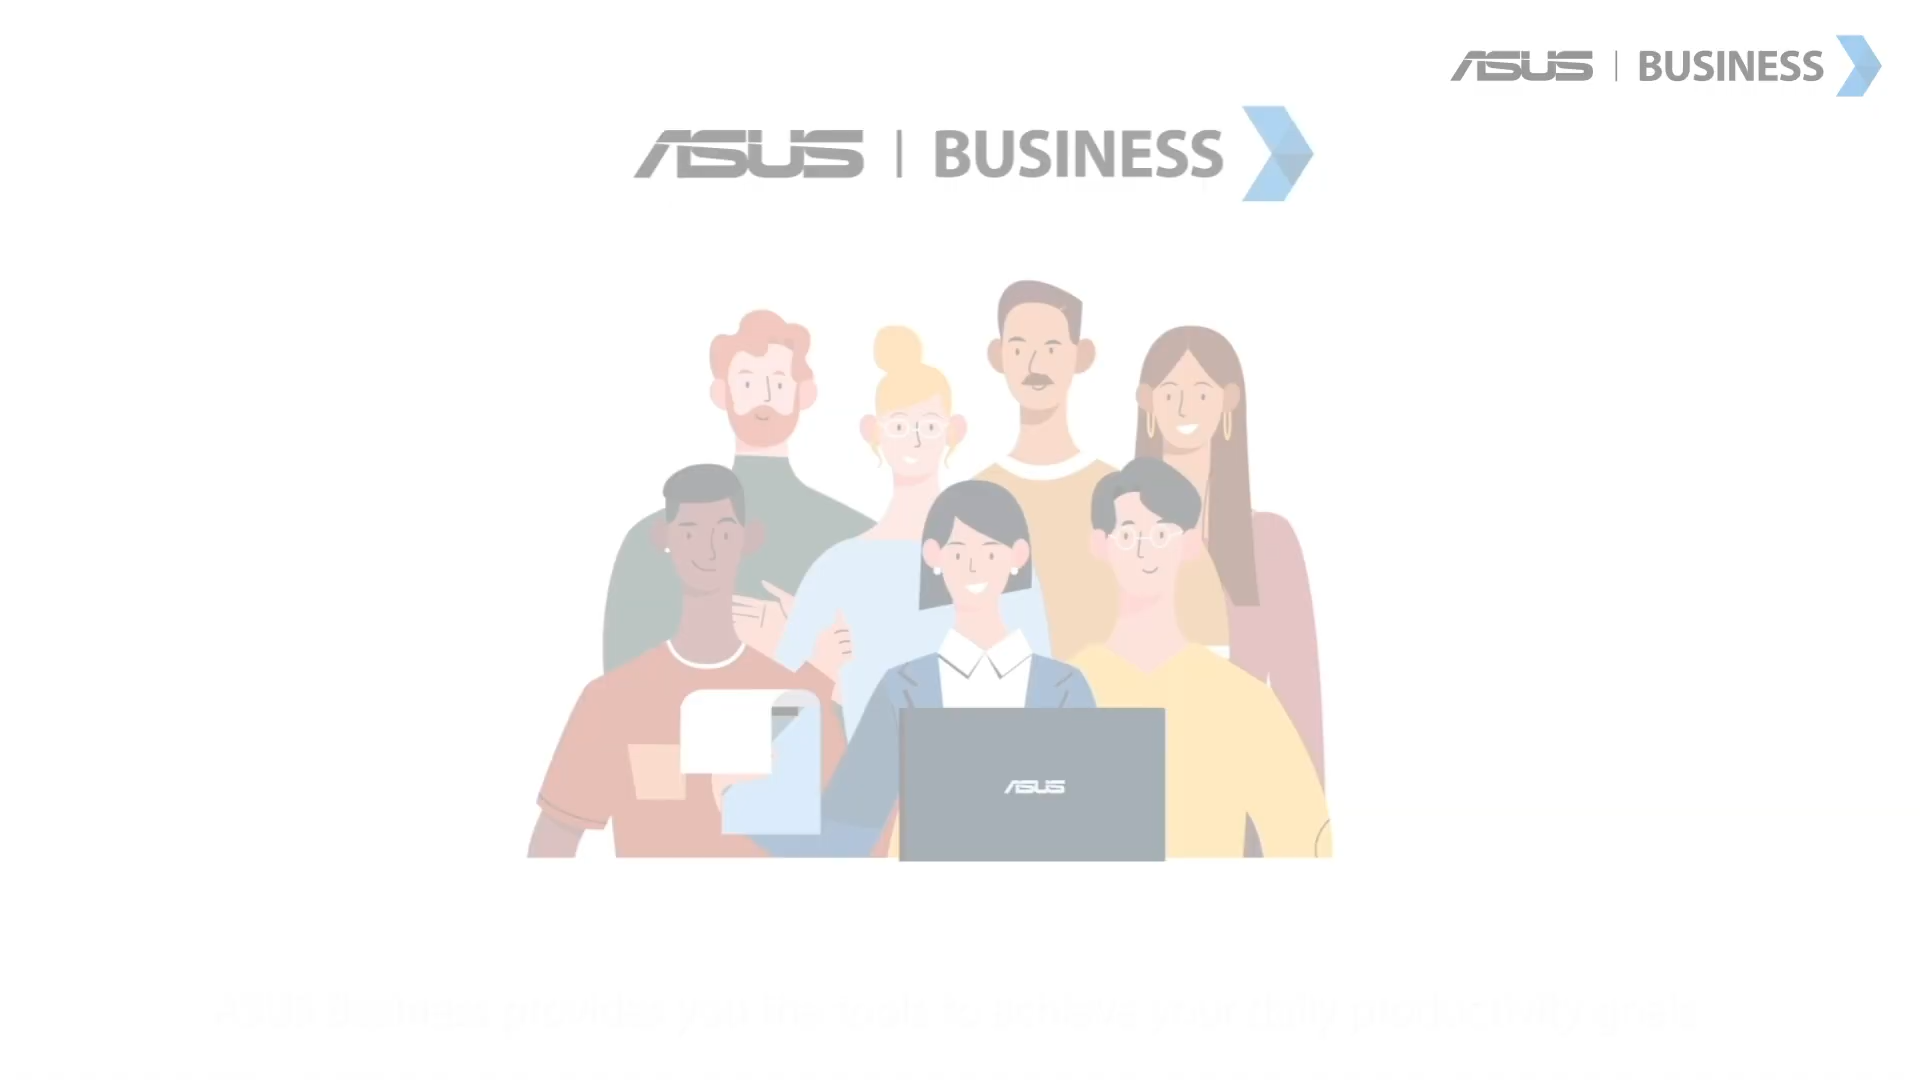 ASUS | BUSINESS
ASUS | BUSINESS
ASUS
ASUS Business provides you the tools to achieve your daily productivity goals